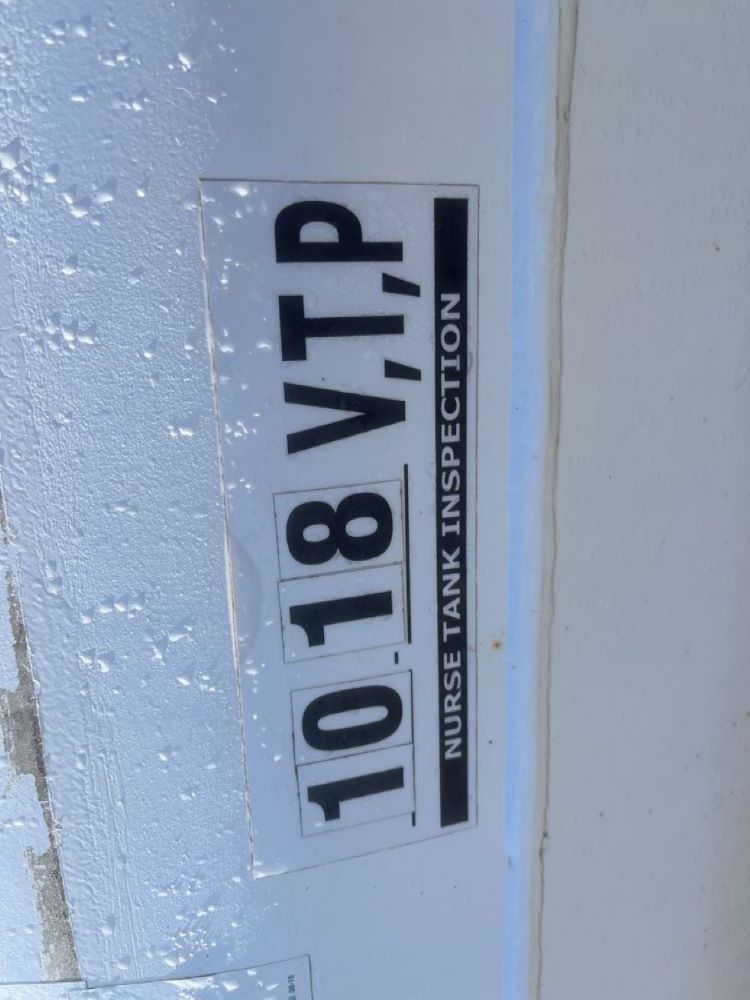 10-18 V,T,P
NURSE TANK INSPECTION